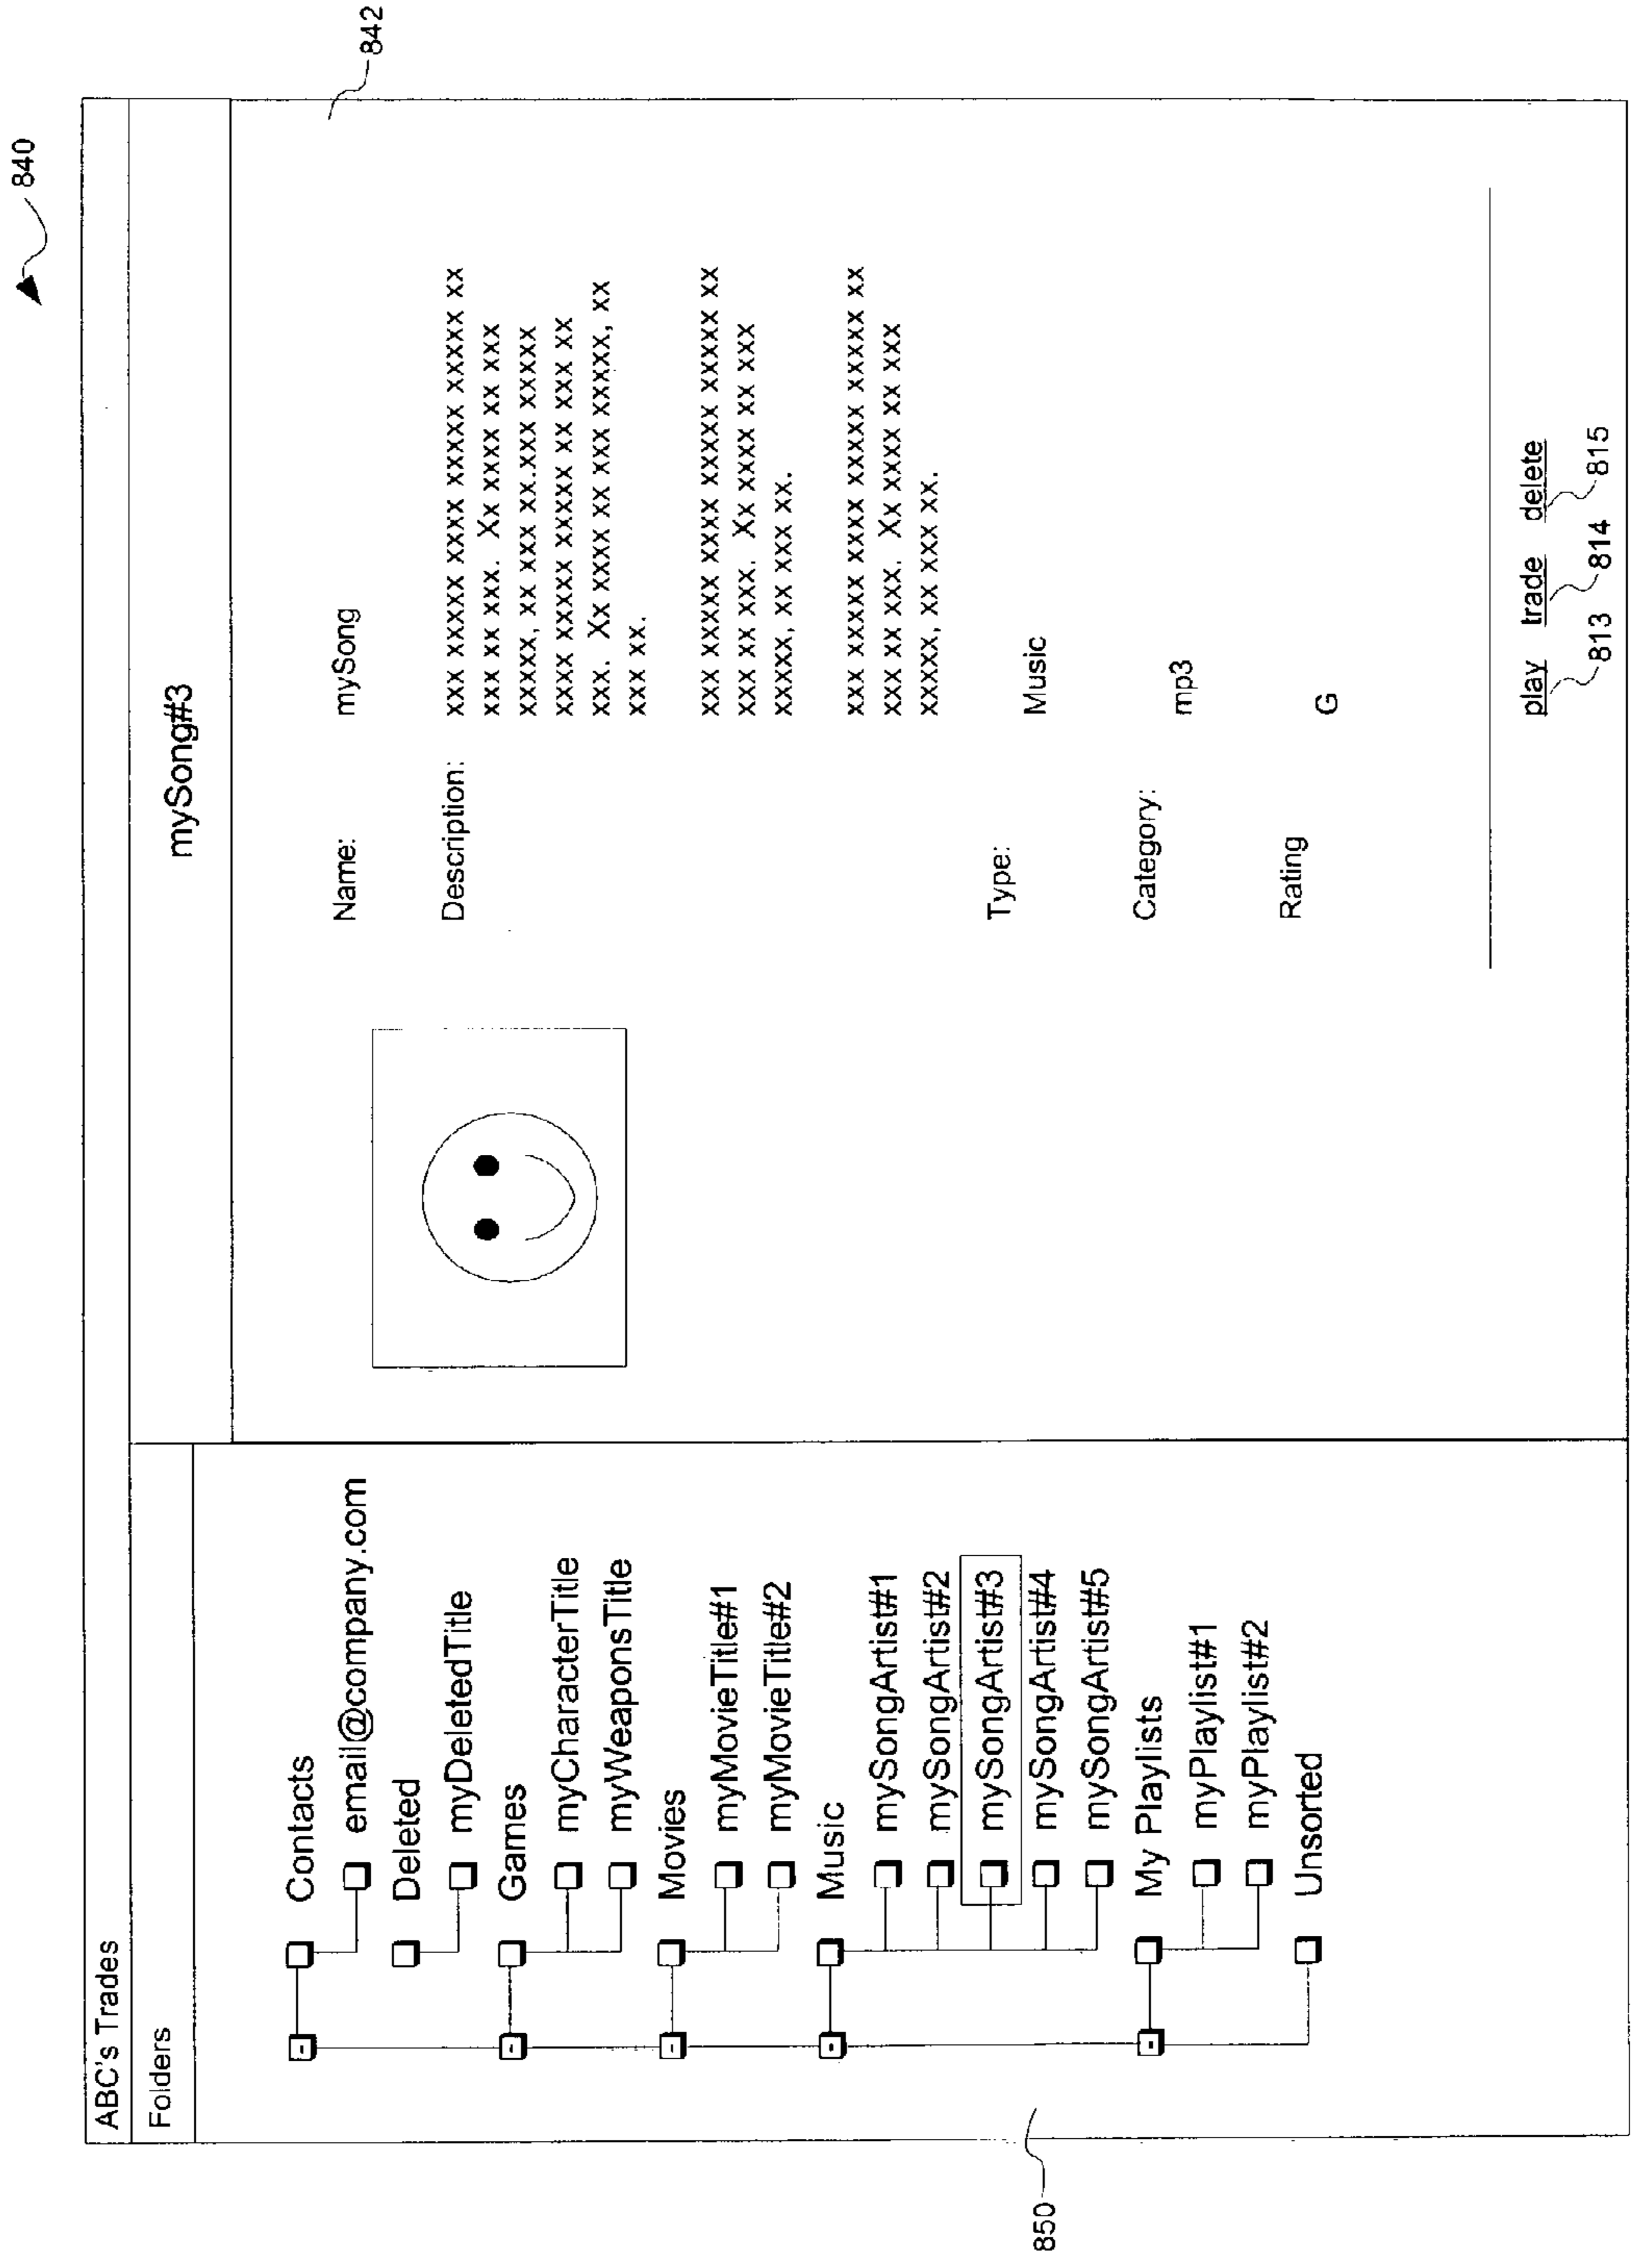 840
ABC's Trades
Folders
mySong#3
842
Contacts
email@company.com
Deleted
myDeletedTitle
Games
myCharacterTitle
myWeaponsTitle
Movies
myMovieTitle#1
myMovieTitle#2
Music
mySongArtist#1
mySongArtist#2
mySongArtist#3
mySongArtist#4
mySongArtist#5
My Playlists
myPlaylist#1
myPlaylist#2
Unsorted
850
Name: mySong
Description: xxx xxxxx xxxx xxxxx xxxxx xxxxx xx
xxx xx xxx. Xx xxxx xx xxx
xxxxx, xx xxx xx.xxx xxxxx
xxxx xxxxx xxxxx xx xxx xx
xxx. Xx xxxx xx xxx xxxxx, xx
xxx xx.
xxx xxxxx xxxx xxxxx xxxxx xxxxx xx
xxx xx xxx. Xx xxxx xx xxx
xxxxx, xx xxx xx.
xxx xxxxx xxxx xxxxx xxxxx xxxxx xx
xxx xx xxx. Xx xxxx xx xxx
xxxxx, xx xxx xx.
Type: Music
Category: mp3
Rating G
play trade delete
813 814 815